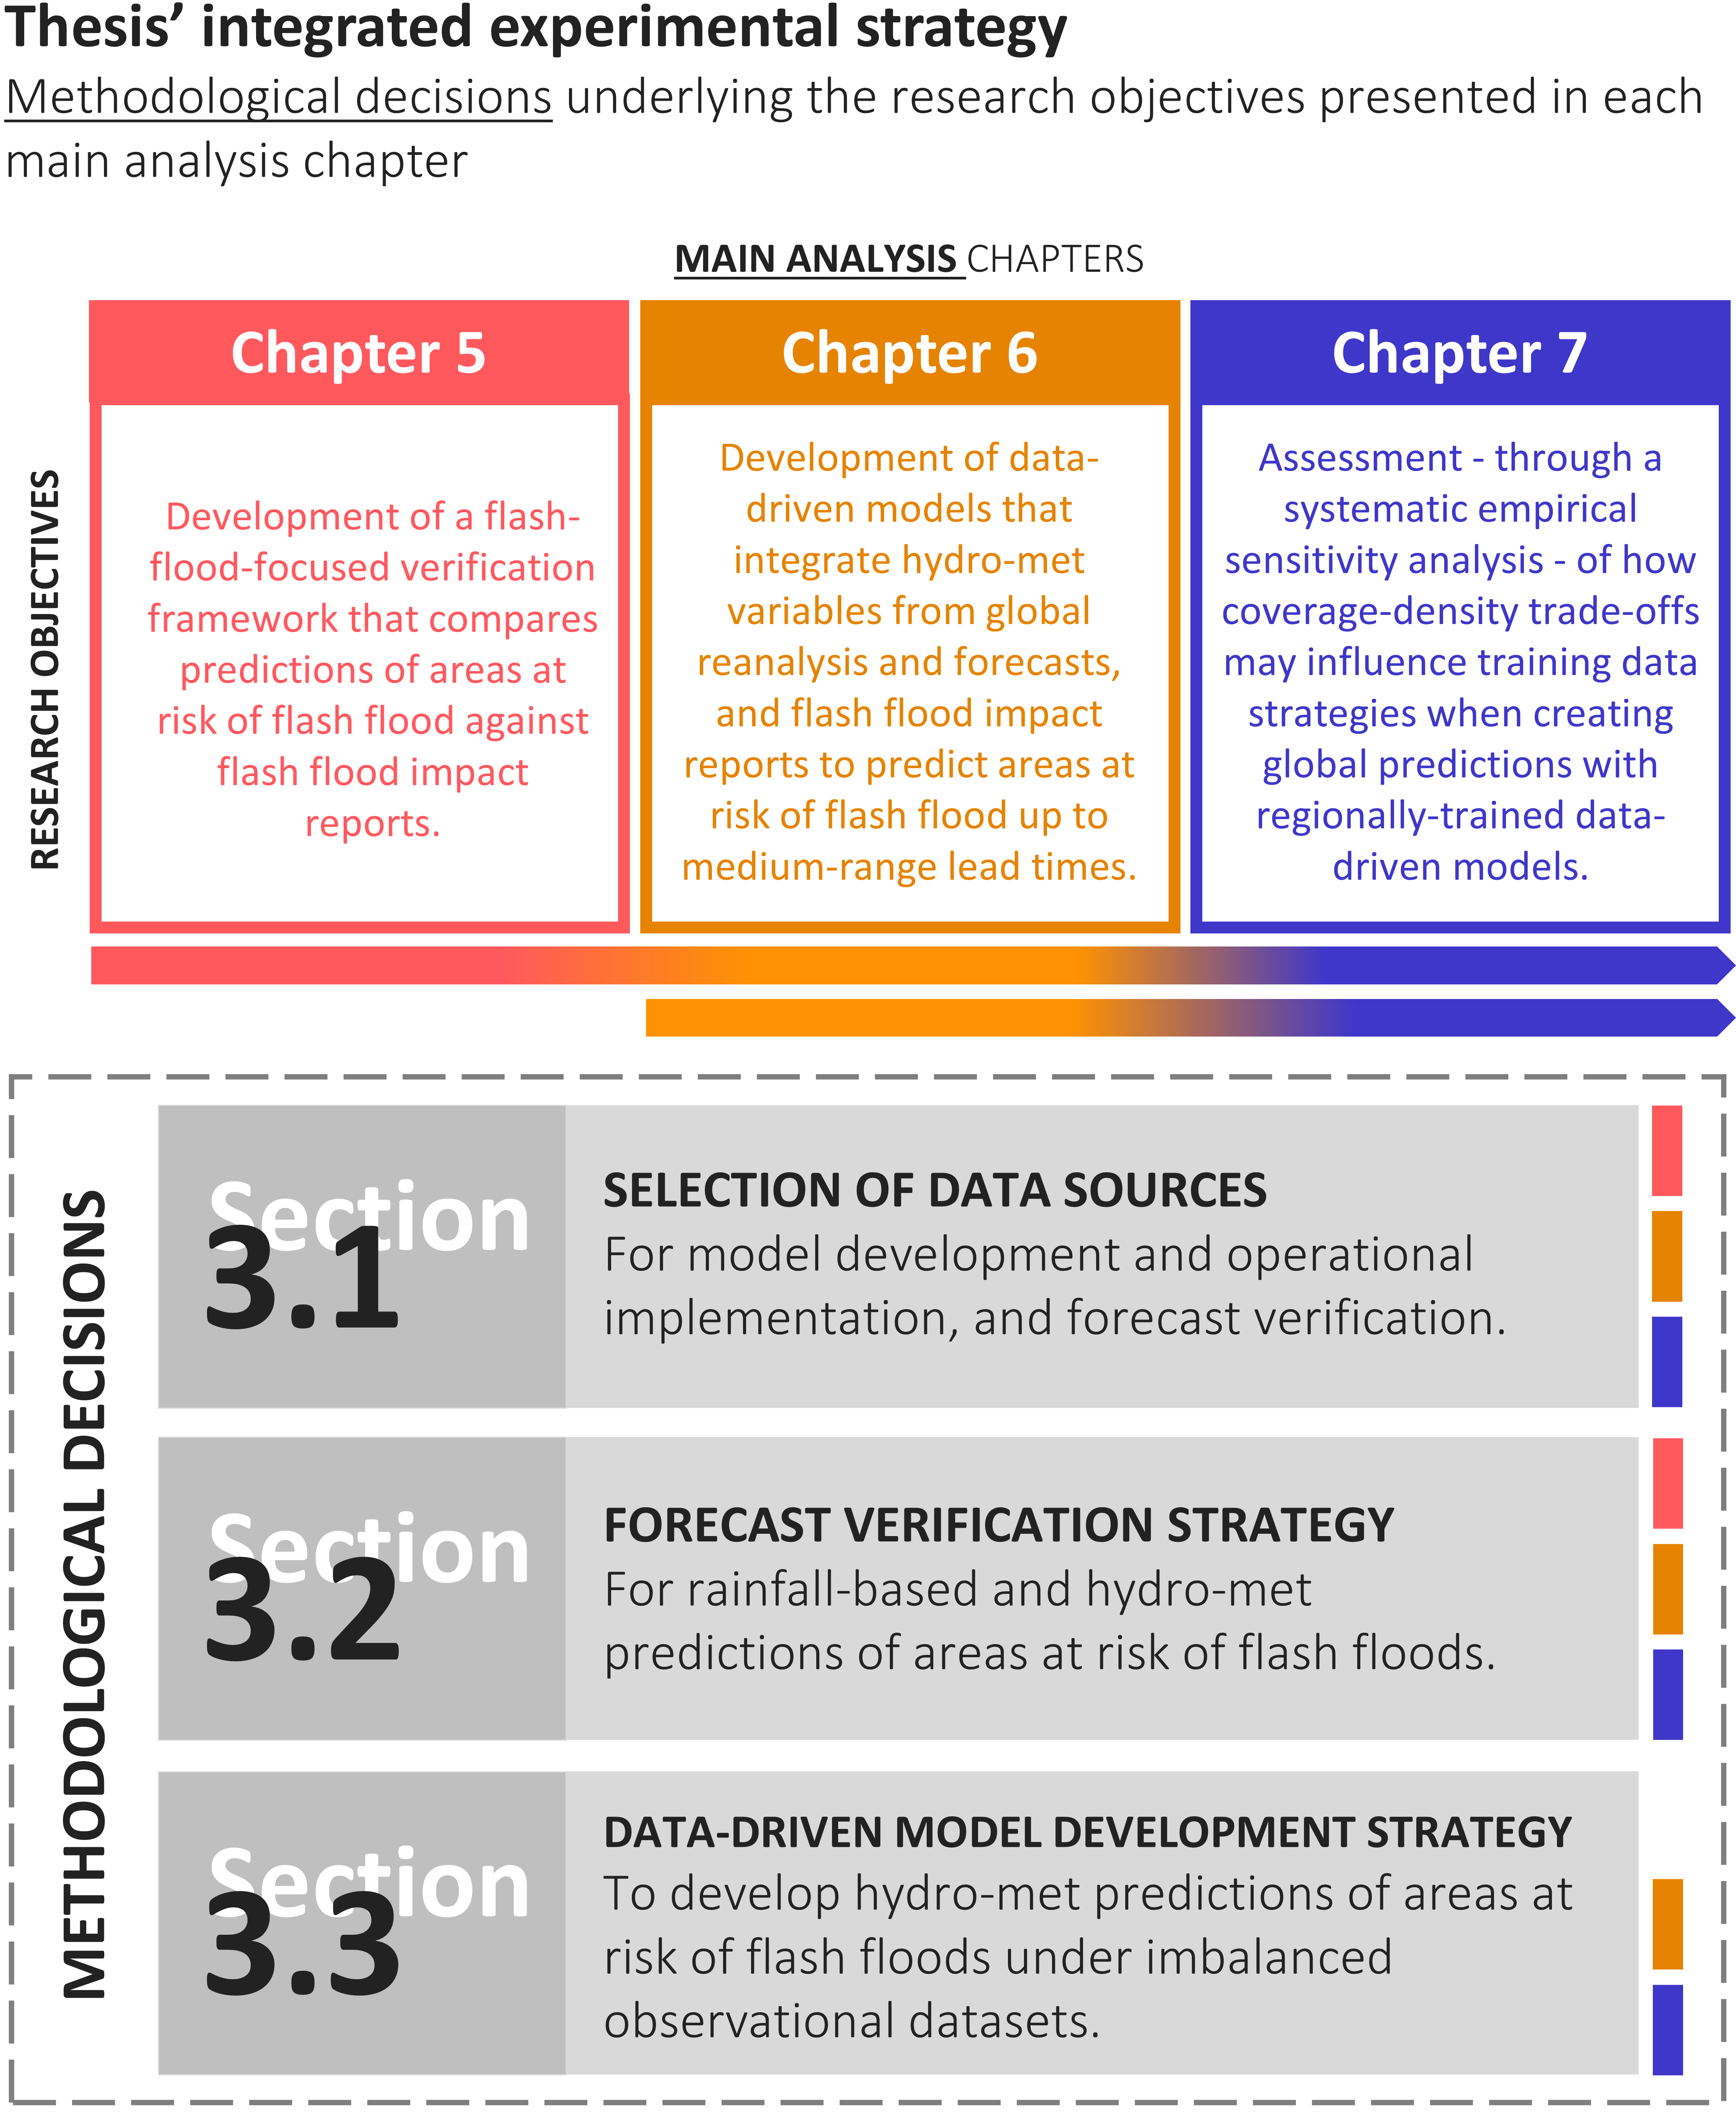 Thesis’ integrated experimental strategy
Methodological decisions underlying the research objectives presented in each
main analysis chapter
MAIN ANALYSIS CHAPTERS
RESEARCH OBJECTIVES
Chapter 5
Development of a flash-
flood-focused verification
framework that compares
predictions of areas at
risk of flash flood against
flash flood impact
reports.
Chapter 6
Development of data-
driven models that
integrate hydro-met
variables from global
reanalysis and forecasts,
and flash flood impact
reports to predict areas at
risk of flash flood up to
medium-range lead times.
Chapter 7
Assessment - through a
systematic empirical
sensitivity analysis - of how
coverage-density trade-offs
may influence training data
strategies when creating
global predictions with
regionally-trained data-
driven models.
METHODOLOGICAL DECISIONS
Section
3.1
SELECTION OF DATA SOURCES
For model development and operational
implementation, and forecast verification.
Section
3.2
FORECAST VERIFICATION STRATEGY
For rainfall-based and hydro-met
predictions of areas at risk of flash floods.
Section
3.3
DATA-DRIVEN MODEL DEVELOPMENT STRATEGY
To develop hydro-met predictions of areas at
risk of flash floods under imbalanced
observational datasets.